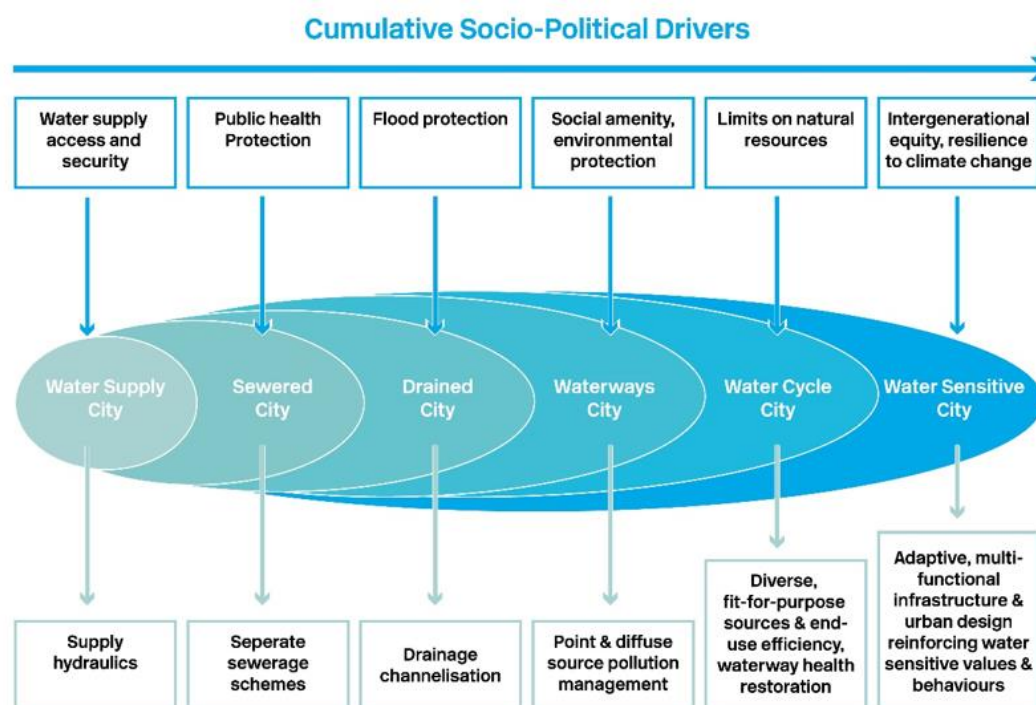 Cumulative Socio-Political Drivers
Water supply
access and
security
Public health
Protection
Flood protection
Social amenity,
environmental
protection
Limits on natural
resources
Intergenerational
equity, resilience
to climate change
Water Supply
City
Sewered
City
Drained
City
Waterways
City
Water Cycle
City
Water Sensitive
City
Supply
hydraulics
Seperate
sewerage
schemes
Drainage
channelisation
Point & diffuse
source pollution
management
Diverse,
fit-for-purpose
sources & end-
use efficiency,
waterway health
restoration
Adaptive, multi-
functional
infrastructure &
urban design
reinforcing water
sensitive values &
behaviours